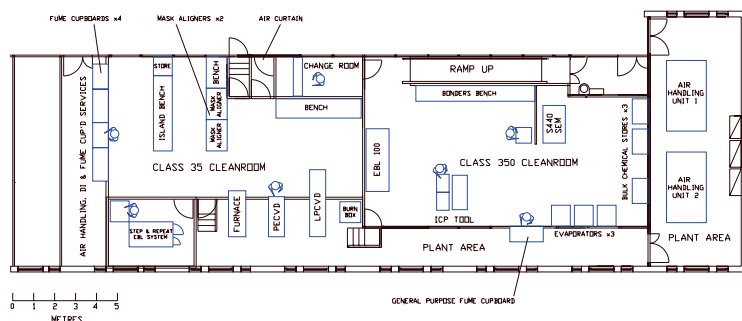 FUME CUPBOARDS x4
MASK ALIGNERS x2
AIR CURTAIN
STORE
BENCH
CHANGE ROOM
RAMP UP
AIR
HANDLING
UNIT 1
AIR HANDLING, DI & FUME CUP'D SERVICES
ISLAND BENCH
MASK
ALIGNER
MASK
ALIGNER
BENCH
BONDERS BENCH
S440
SEM
BULK CHEMICAL STORES x3
EBL 100
CLASS 35 CLEANROOM
CLASS 350 CLEANROOM
AIR
HANDLING
UNIT 2
FURNACE
PECVD
LPCVD
BURN
BOX
ICP TOOL
STEP & REPEAT
EBL SYSTEM
EVAPORATORS x3
PLANT AREA
PLANT AREA
GENERAL PURPOSE FUME CUPBOARD
0 1 2 3 4 5
METRES